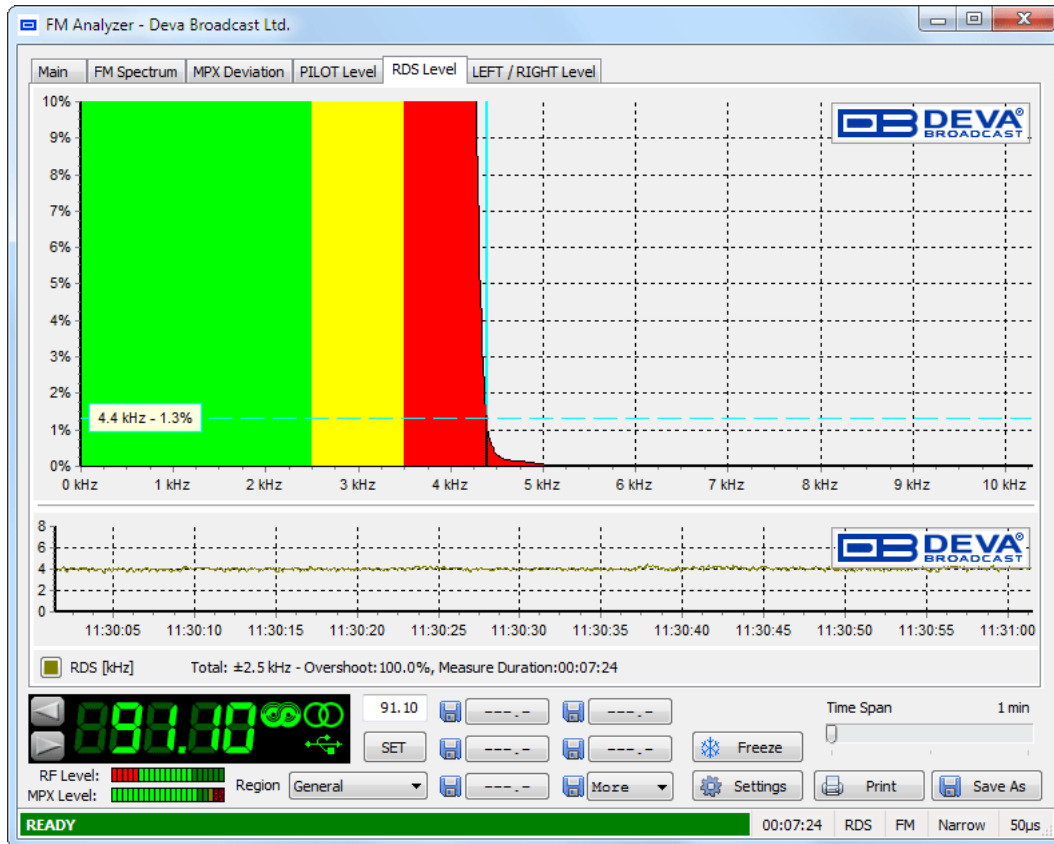 FM Analyzer - Deva Broadcast Ltd.
Main FM Spectrum MPX Deviation PILOT Level RDS Level LEFT / RIGHT Level
DEVA®
BROADCAST
10%
9%
8%
7%
6%
5%
4%
3%
2%
1%
0%
4.4 kHz - 1.3%
0 kHz 1 kHz 2 kHz 3 kHz 4 kHz 5 kHz 6 kHz 7 kHz 8 kHz 9 kHz 10 kHz
DEVA®
BROADCAST
8
6
4
2
0
11:30:05 11:30:10 11:30:15 11:30:20 11:30:25 11:30:30 11:30:35 11:30:40 11:30:45 11:30:50 11:30:55 11:31:00
RDS [kHz] Total: ±2.5 kHz - Overshoot:100.0%, Measure Duration:00:07:24
91.10 91.10 ---.- ---.- Time Span 1 min
SET ---.- ---.- Freeze
RF Level:
MPX Level:
Region General ---.- More Settings Print Save As
READY 00:07:24 RDS FM Narrow 50µs